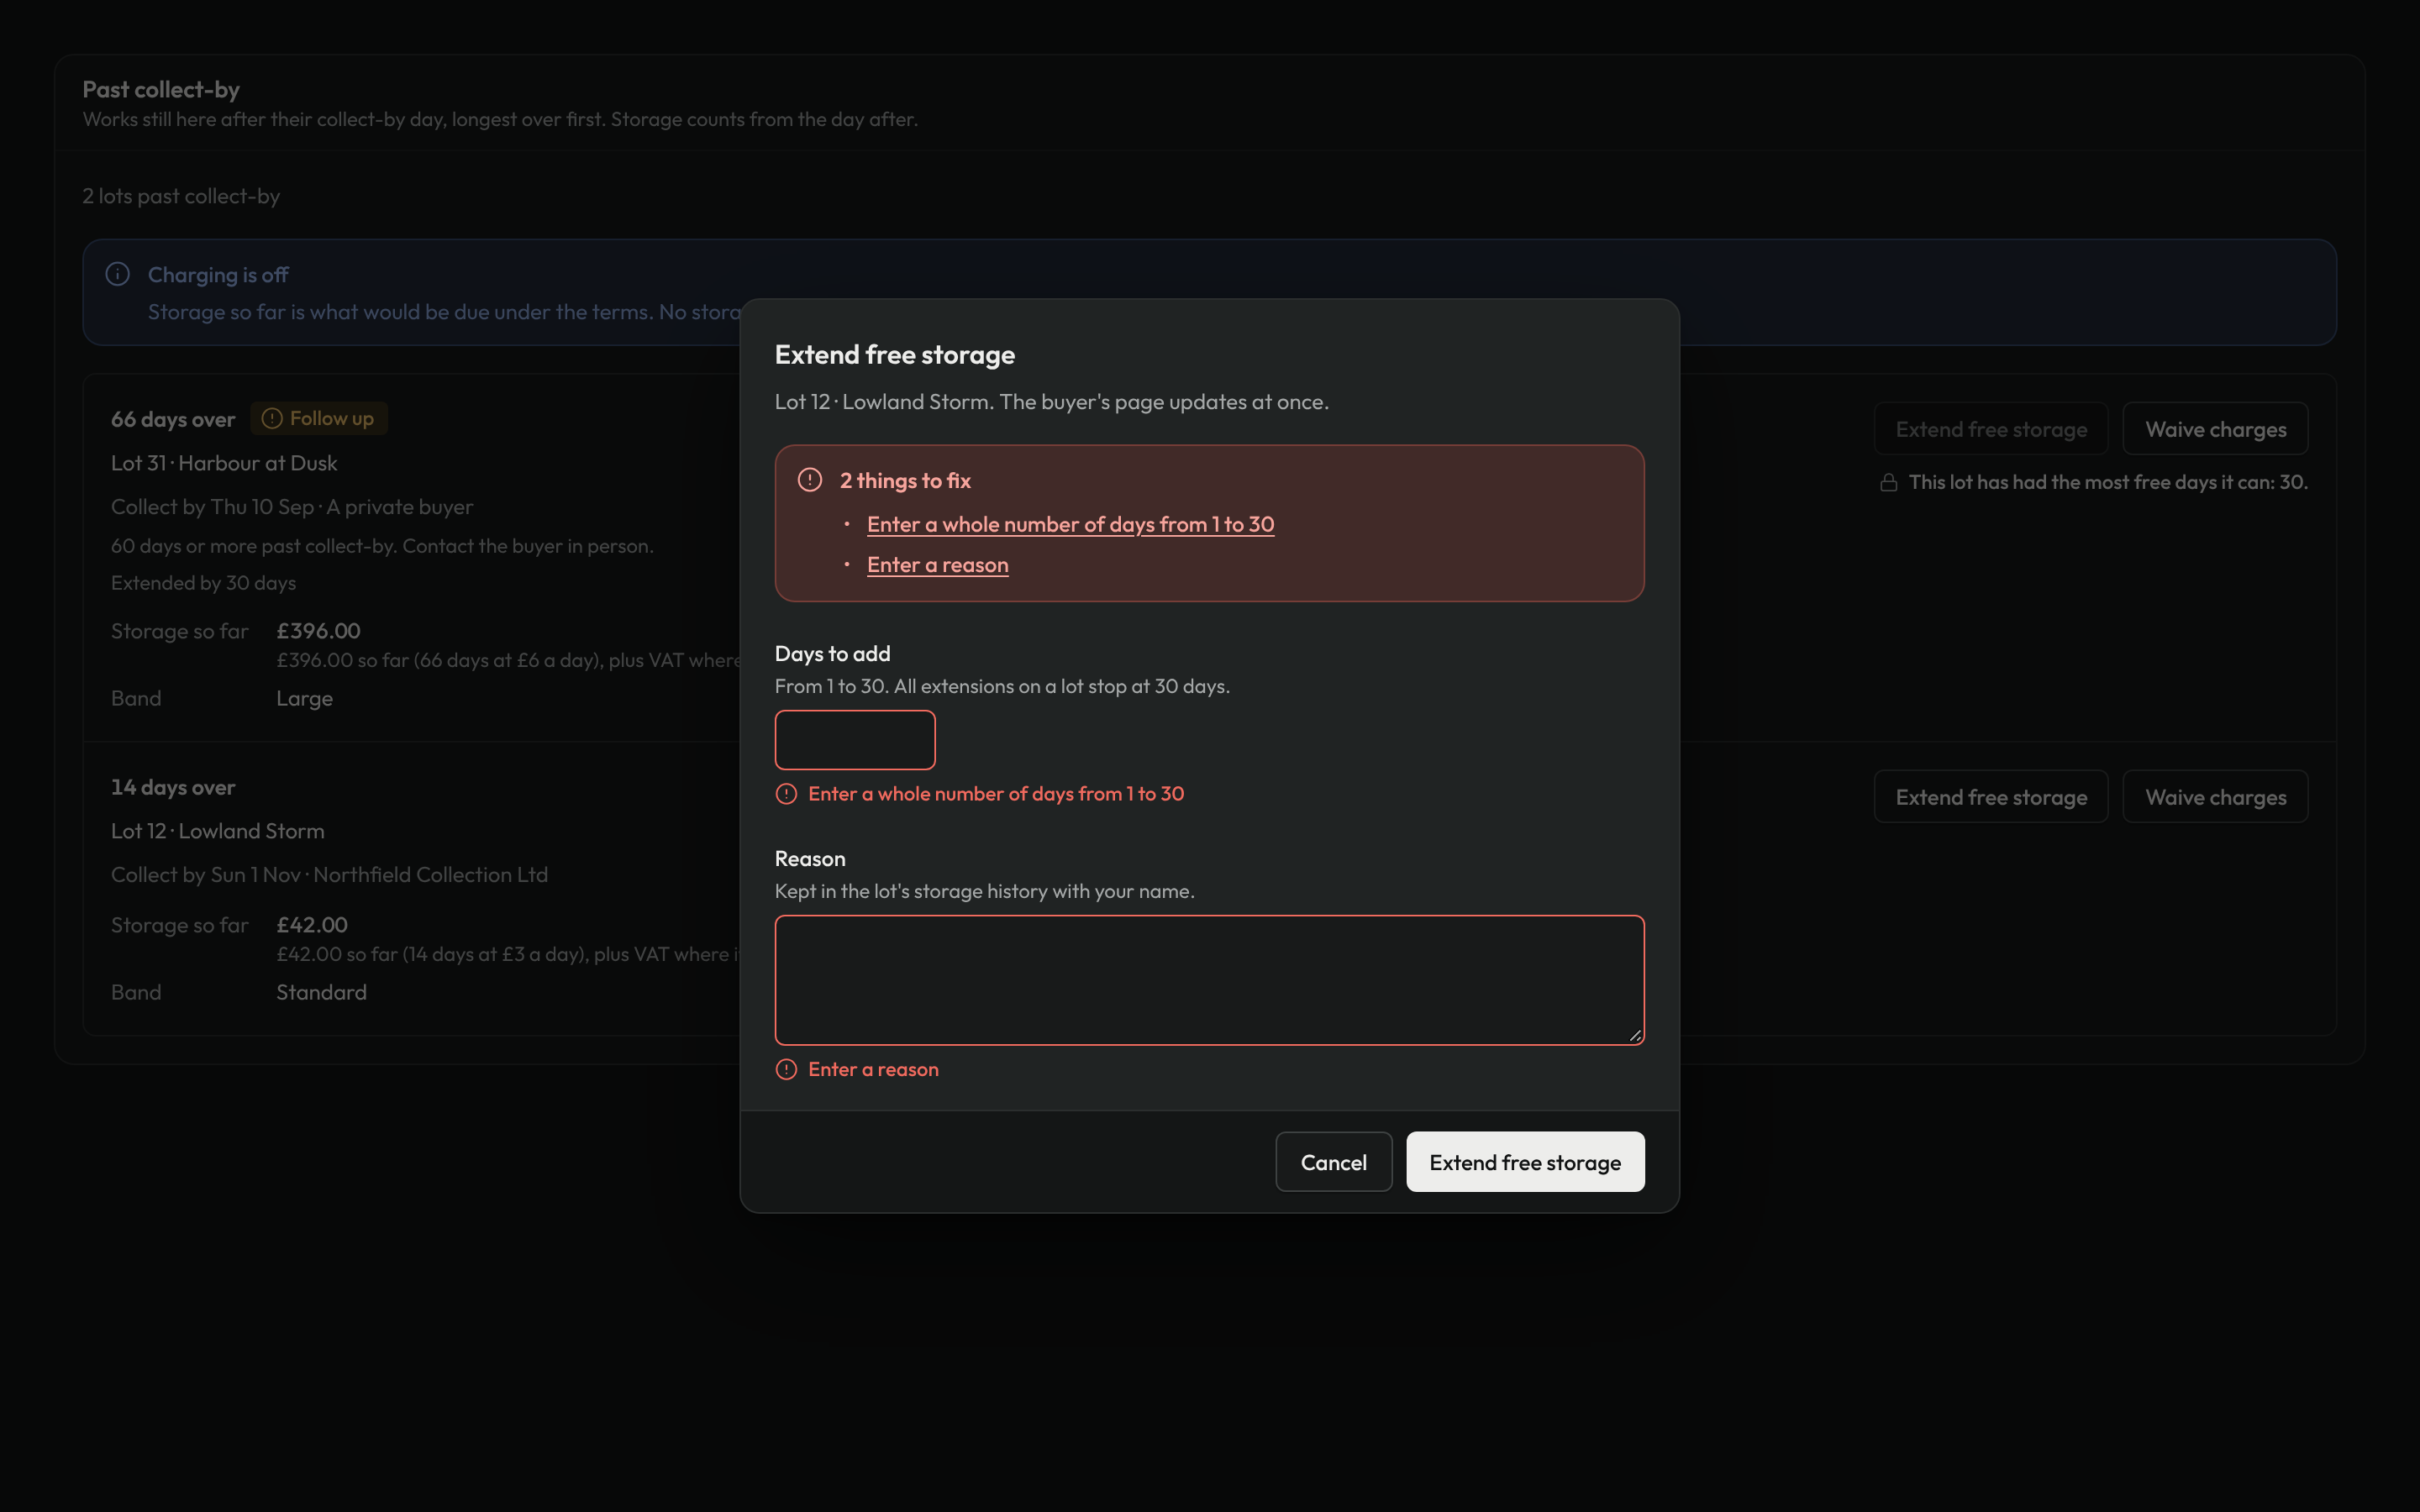 Past collect-by
Works still here after their collect-by day, longest over first. Storage counts from the day after.
2 lots past collect-by
Charging is off
Storage so far is what would be due under the terms. No stora
66 days over
Follow up
Lot 31 · Harbour at Dusk
Collect by Thu 10 Sep · A private buyer
60 days or more past collect-by. Contact the buyer in person.
Extended by 30 days
Storage so far £396.00
£396.00 so far (66 days at £6 a day), plus VAT where
Band Large
Extend free storage
Waive charges
This lot has had the most free days it can: 30.
14 days over
Lot 12 · Lowland Storm
Collect by Sun 1 Nov · Northfield Collection Ltd
Storage so far £42.00
£42.00 so far (14 days at £3 a day), plus VAT where i
Band Standard
Extend free storage
Waive charges
Extend free storage
Lot 12 · Lowland Storm. The buyer's page updates at once.
2 things to fix
• Enter a whole number of days from 1 to 30
• Enter a reason
Days to add
From 1 to 30. All extensions on a lot stop at 30 days.
Enter a whole number of days from 1 to 30
Reason
Kept in the lot's storage history with your name.
Enter a reason
Cancel
Extend free storage